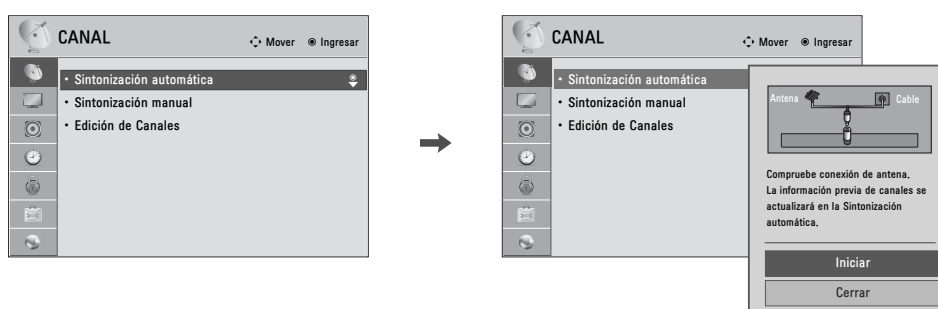 CANAL
Mover Ingresar
• Sintonización automática
• Sintonización manual
• Edición de Canales
CANAL
Mover Ingresar
• Sintonización automática
• Sintonización manual
• Edición de Canales
Antena Cable
Compruebe conexión de antena.
La información previa de canales se
actualizará en la Sintonización
automática.
Iniciar
Cerrar